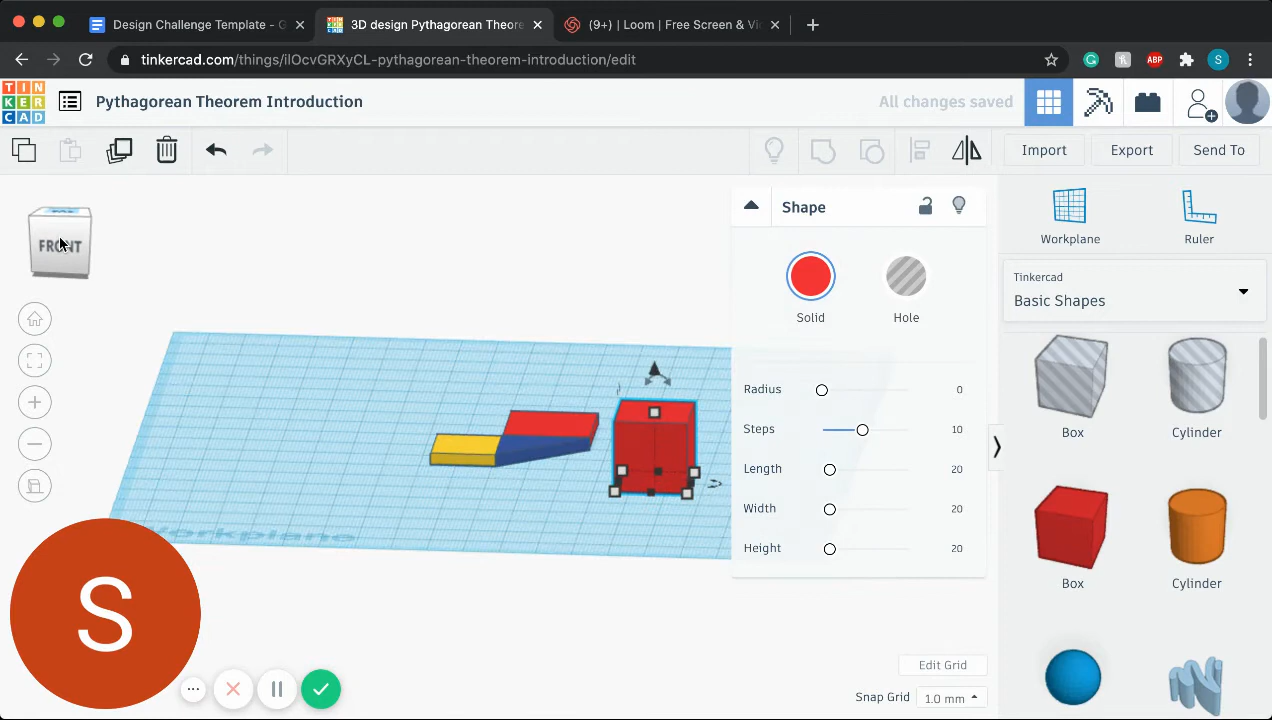 Design Challenge Template - G
3D design Pythagorean Theore
(9+) | Loom | Free Screen & Vi
tinkercad.com/things/ilOcvGRXyCL-pythagorean-theorem-introduction/edit
ABP
S
TIN
KER
CAD
Pythagorean Theorem Introduction
All changes saved
Import
Export
Send To
TOP
FRONT
Shape
Solid
Hole
Radius 0
Steps 10
Length 20
Width 20
Height 20
Workplane
Ruler
Tinkercad
Basic Shapes
Box
Cylinder
Box
Cylinder
Workplane
S
Edit Grid
Snap Grid 1.0 mm